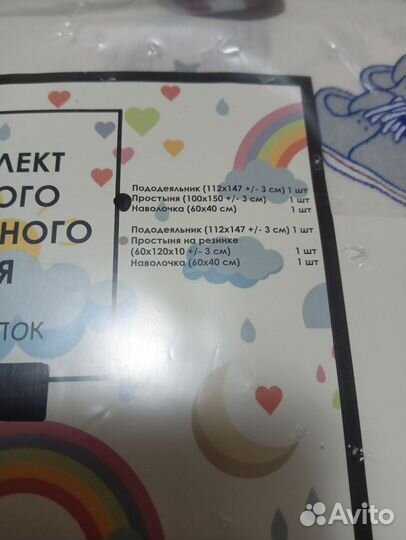 ЛЕКТ
ОГО
НОГО
Я
ТОК
Пододеяльник (112х147 +/- 3 см) 1 шт
Простыня (100х150 +/- 3 см) 1 шт
Наволочка (60х40 см) 1 шт
Пододеяльник (112х147 +/- 3 см) 1 шт
Простыня на резинке
(60х120х10 +/- 3 см) 1 шт
Наволочка (60х40 см) 1 шт
Avito